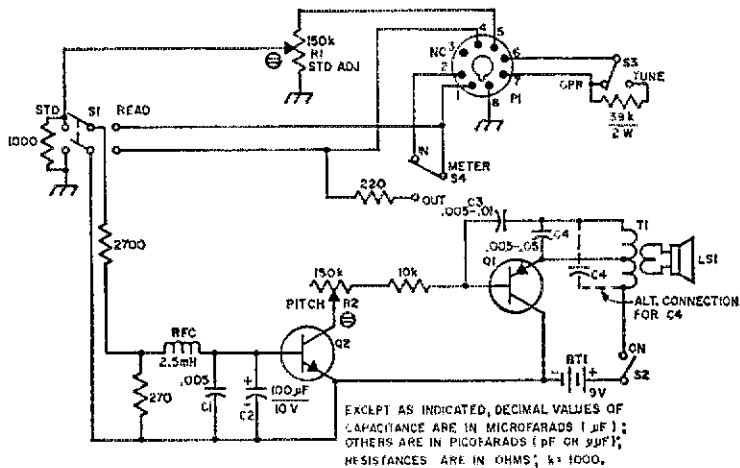 150k
R1
STD ADJ
NC
3
4
5
2
6
1
7
8
P1
S3
OPR
TUNE
39k
2 W
STD
S1
READ
1000
IN
METER
S4
220
OUT
2700
C3
.005-.01
.005-.05
C4
T1
Q1
C4
LS1
ALT. CONNECTION
FOR C4
150k
10k
PITCH
R2
RFC
2.5mH
Q2
ON
BT1
- +
9V
S2
270
.005
C1
+
100µF
10 V
C2
EXCEPT AS INDICATED, DECIMAL VALUES OF
CAPACITANCE ARE IN MICROFARADS ( µF ) ;
OTHERS ARE IN PICOFARADS ( pF OR µµF);
RESISTANCES ARE IN OHMS; k = 1000.